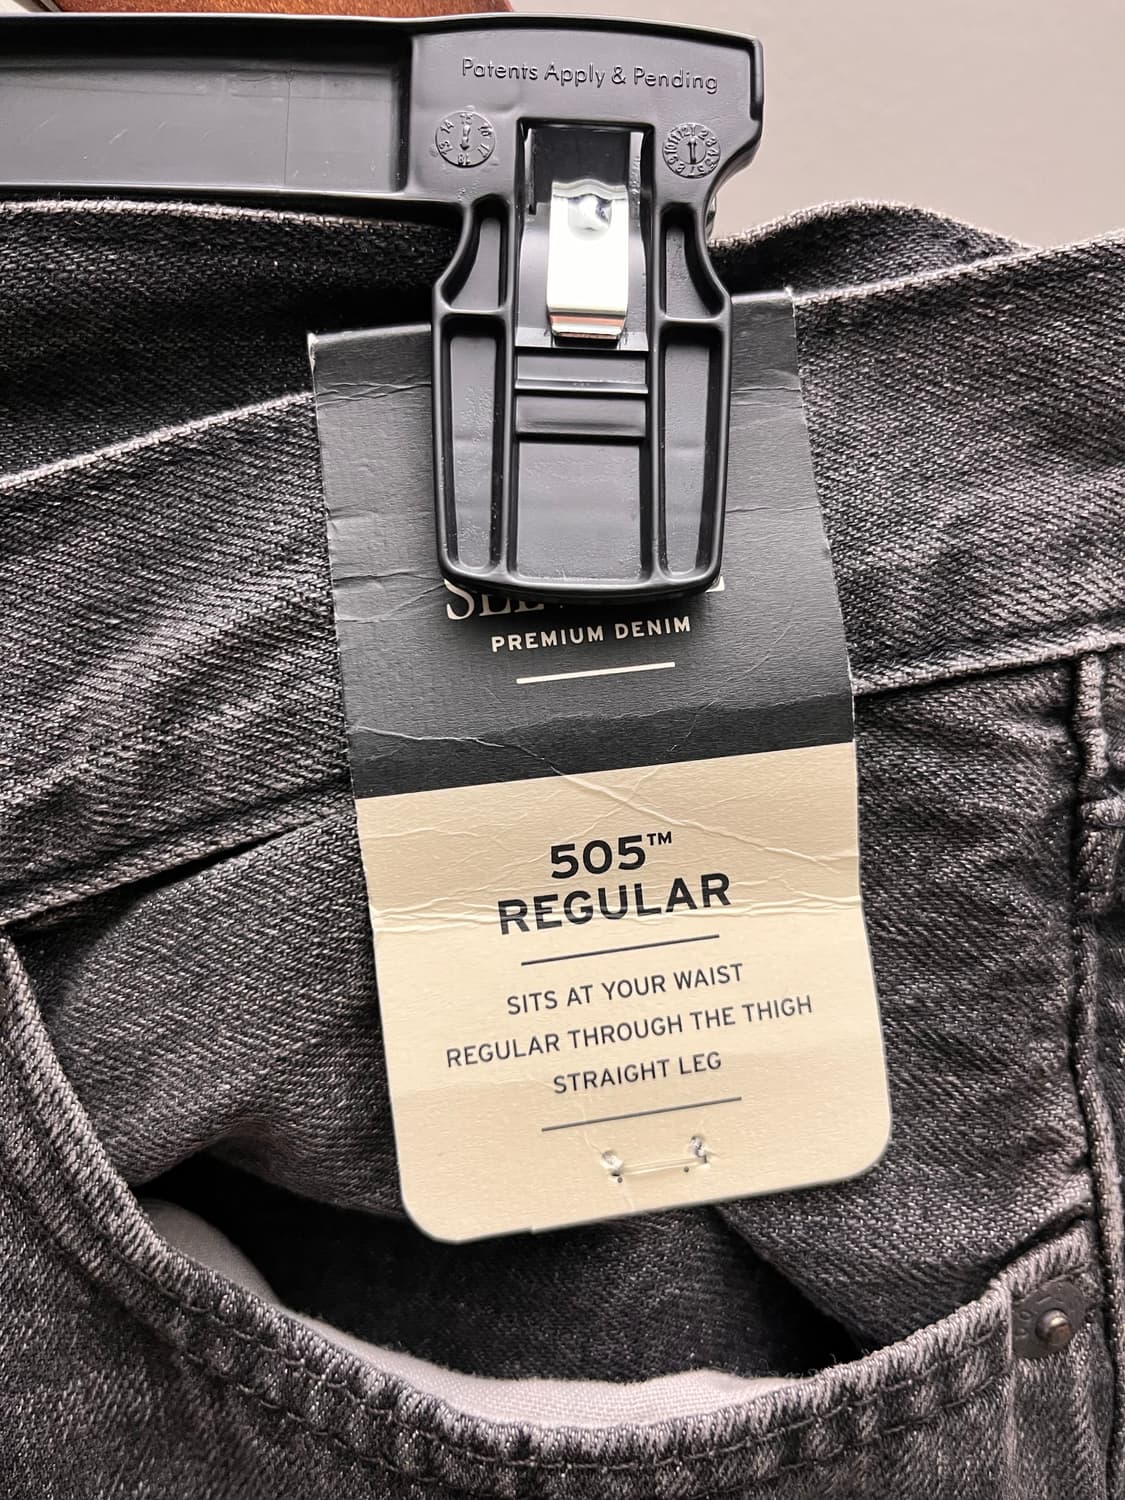 Patents Apply & Pending
PREMIUM DENIM
505™
REGULAR
SITS AT YOUR WAIST
REGULAR THROUGH THE THIGH
STRAIGHT LEG